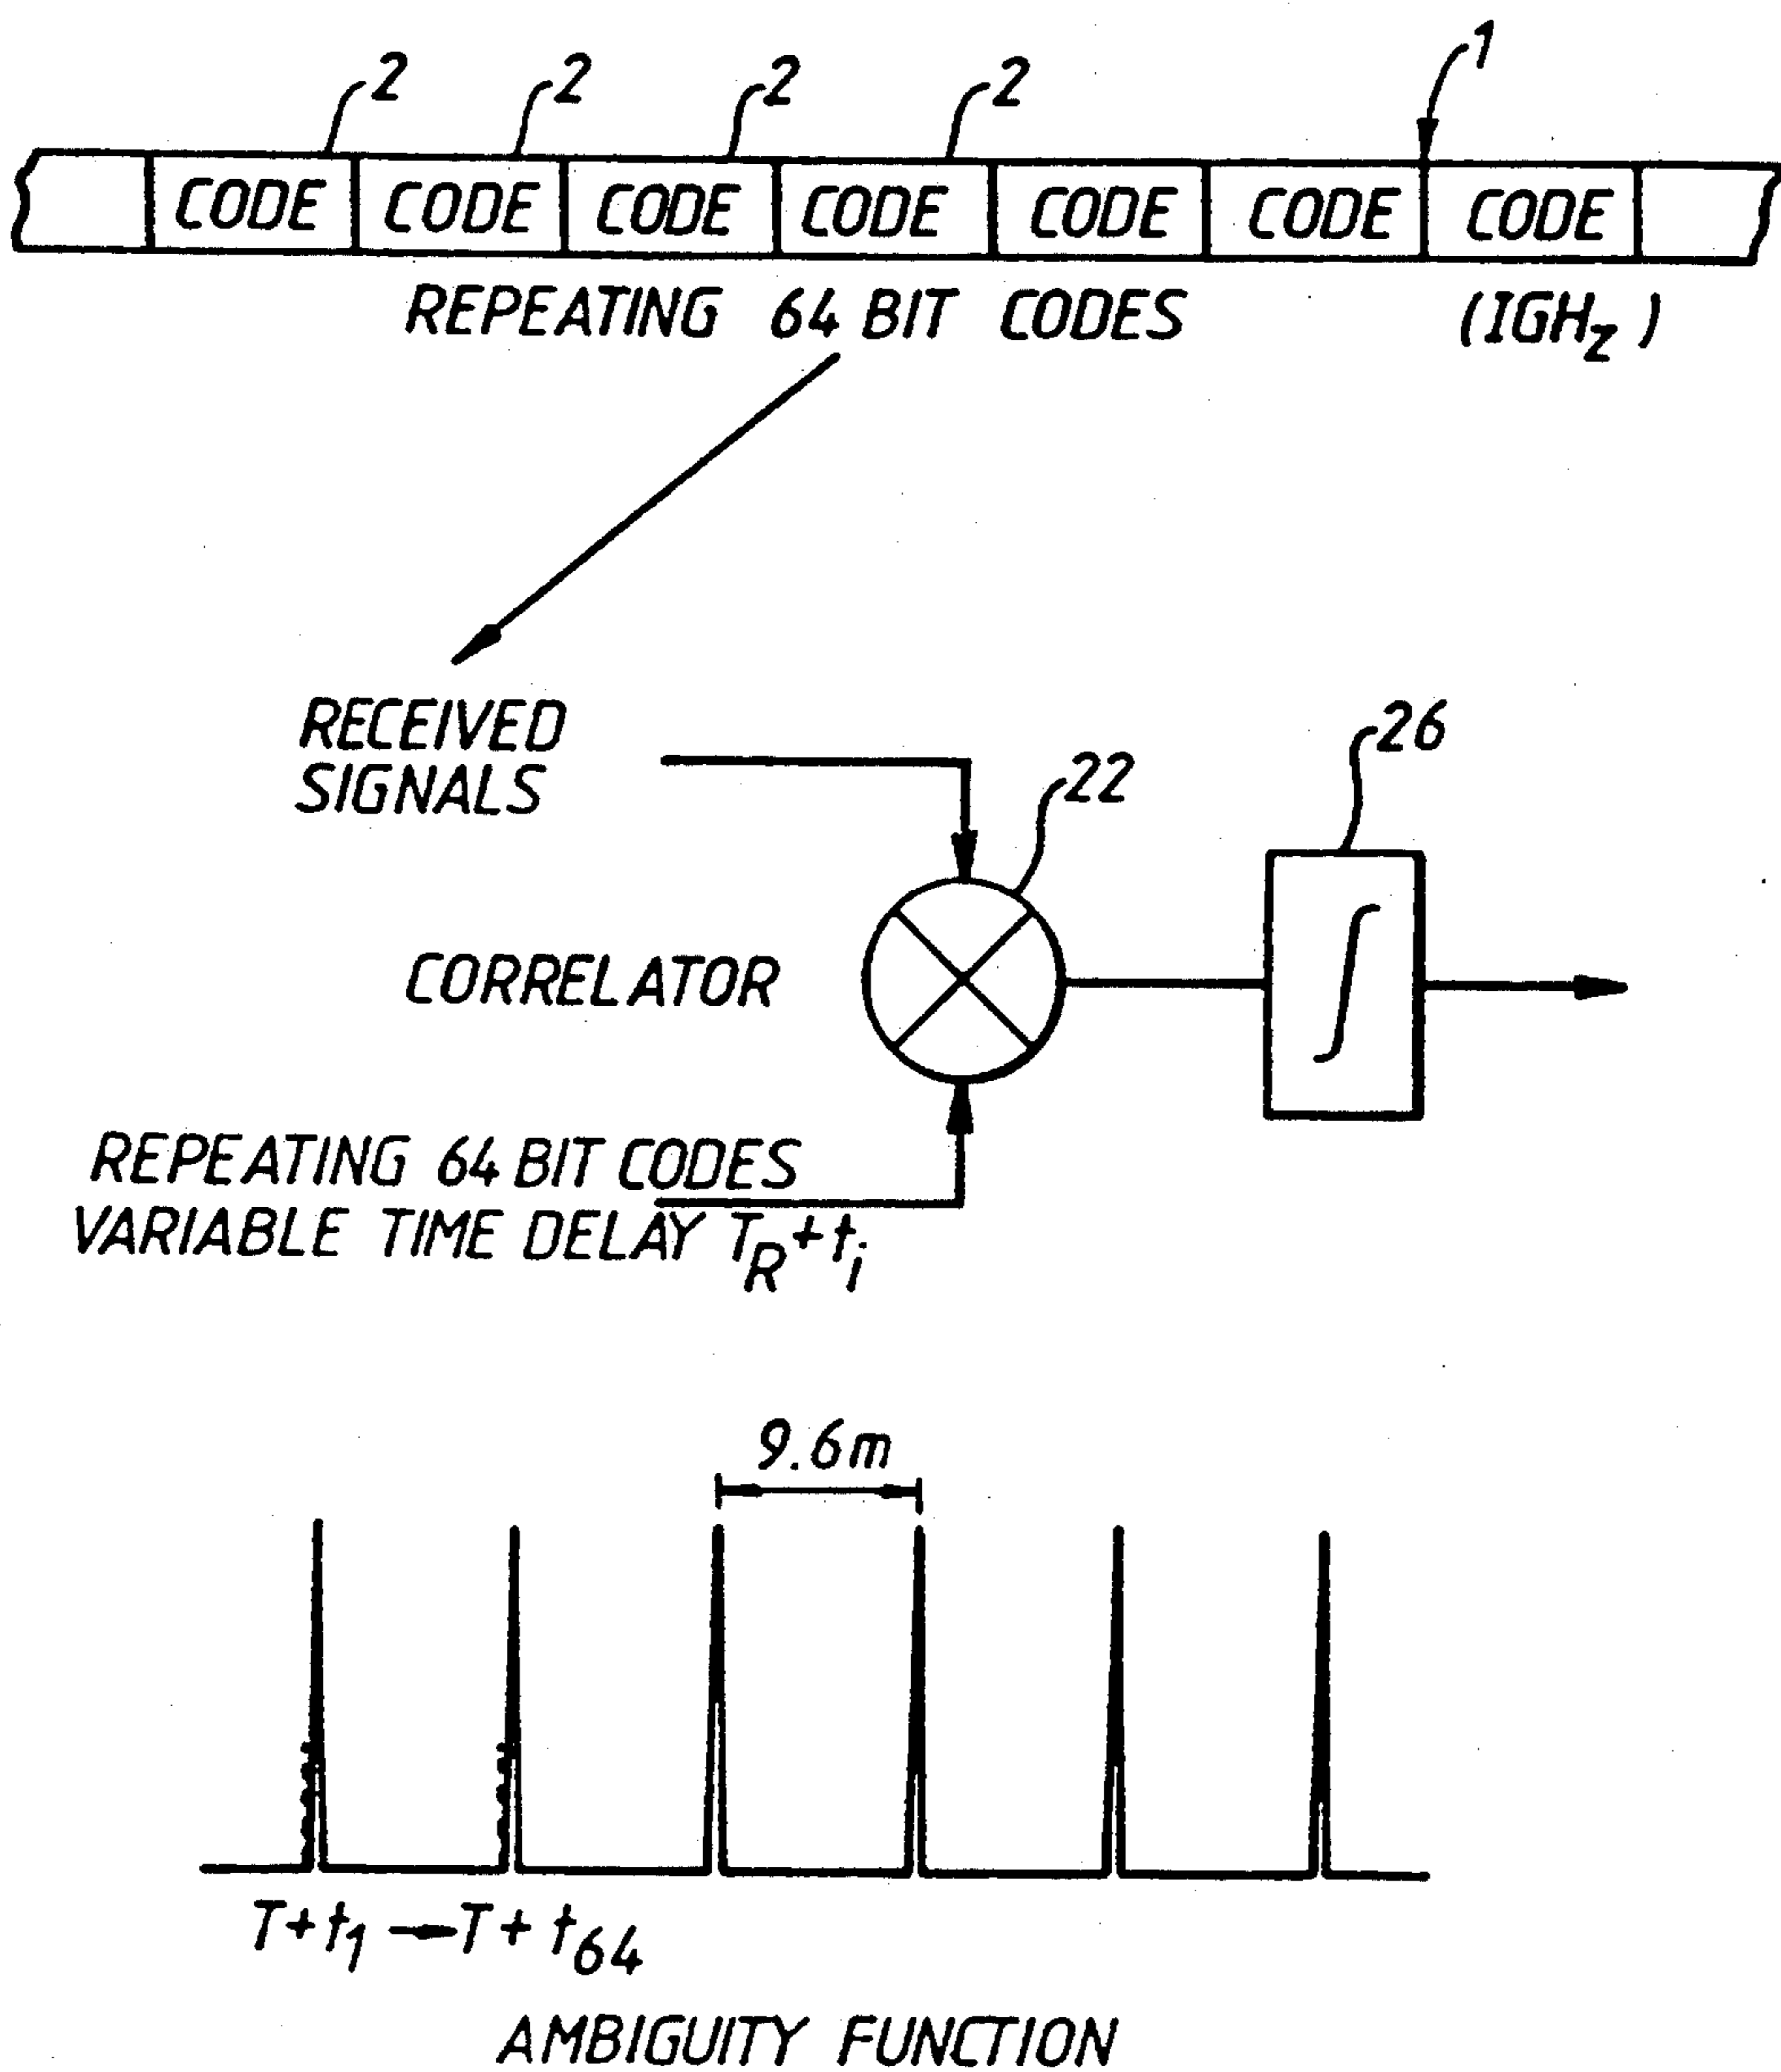 2 2 2 2 1
CODE CODE CODE CODE CODE CODE CODE
REPEATING 64 BIT CODES (IGHz)
RECEIVED
SIGNALS
26
22
CORRELATOR
∫
REPEATING 64 BIT CODES
VARIABLE TIME DELAY TR+ti
9.6m
T+t1 → T+t64
AMBIGUITY FUNCTION